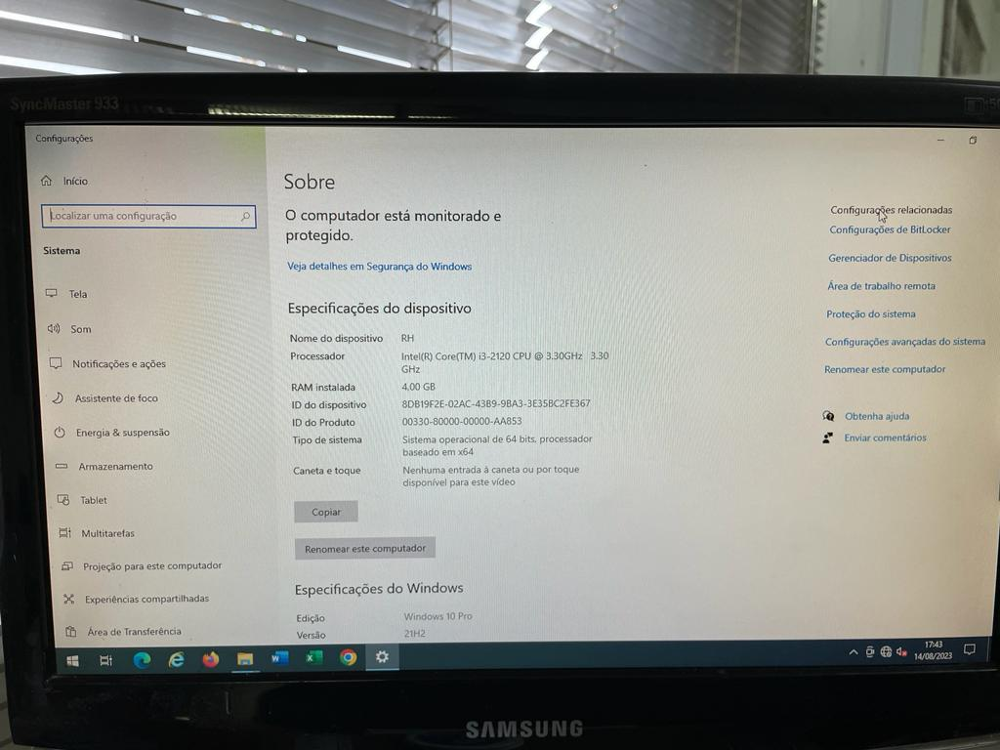 SyncMaster 933
Configurações
Início
Localizar uma configuração
Sistema
Tela
Som
Notificações e ações
Assistente de foco
Energia & suspensão
Armazenamento
Tablet
Multitarefas
Projeção para este computador
Experiências compartilhadas
Área de Transferência
Sobre
O computador está monitorado e
protegido.
Veja detalhes em Segurança do Windows
Especificações do dispositivo
Nome do dispositivo RH
Processador Intel(R) Core(TM) i3-2120 CPU @ 3.30GHz 3.30
GHz
RAM instalada 4,00 GB
ID do dispositivo 8DB19F2E-02AC-43B9-9BA3-3E35BC2FE367
ID do Produto 00330-80000-00000-AA853
Tipo de sistema Sistema operacional de 64 bits, processador
baseado em x64
Caneta e toque Nenhuma entrada à caneta ou por toque
disponível para este vídeo
Copiar
Renomear este computador
Especificações do Windows
Edição Windows 10 Pro
Versão 21H2
Configurações relacionadas
Configurações de BitLocker
Gerenciador de Dispositivos
Área de trabalho remota
Proteção do sistema
Configurações avançadas do sistema
Renomear este computador
Obtenha ajuda
Enviar comentários
17:43
14/08/2023
SAMSUNG